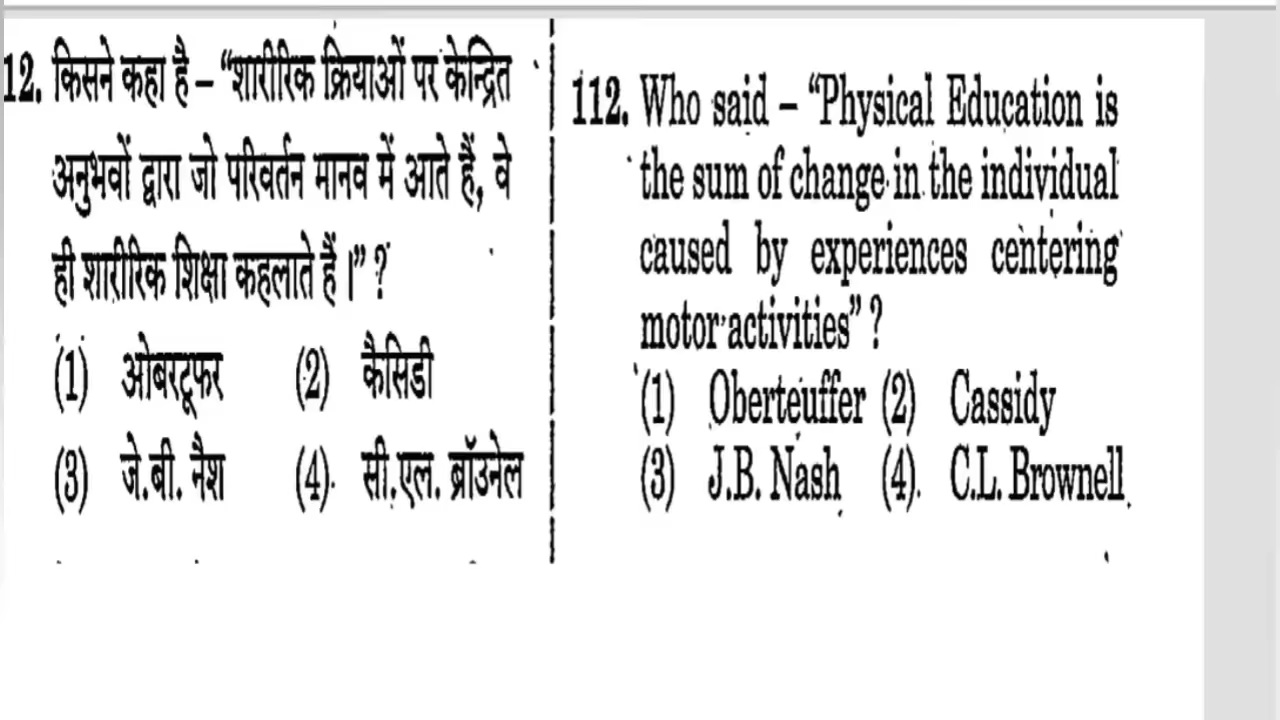 12. किसने कहा है – “शारीरिक क्रियाओं पर केन्द्रित
अनुभवों द्वारा जो परिवर्तन मानव में आते हैं, वे
ही शारीरिक शिक्षा कहलाते हैं ।” ?
(1) ओबरटूफर (2) कैसिडी
(3) जे.बी. नैश (4) सी.एल. ब्रॉउनेल
112. Who said – “Physical Education is
the sum of change in the individual
caused by experiences centering
motor activities” ?
(1) Oberteuffer (2) Cassidy
(3) J.B. Nash (4) C.L. Brownell